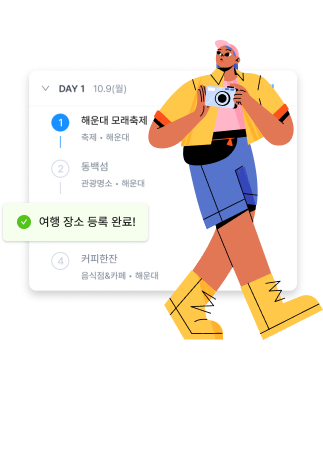 DAY 1 10.9(월)
1 해운대 모래축제
축제 • 해운대
2 동백섬
관광명소 • 해운대
여행 장소 등록 완료!
4 커피한잔
음식점&카페 • 해운대